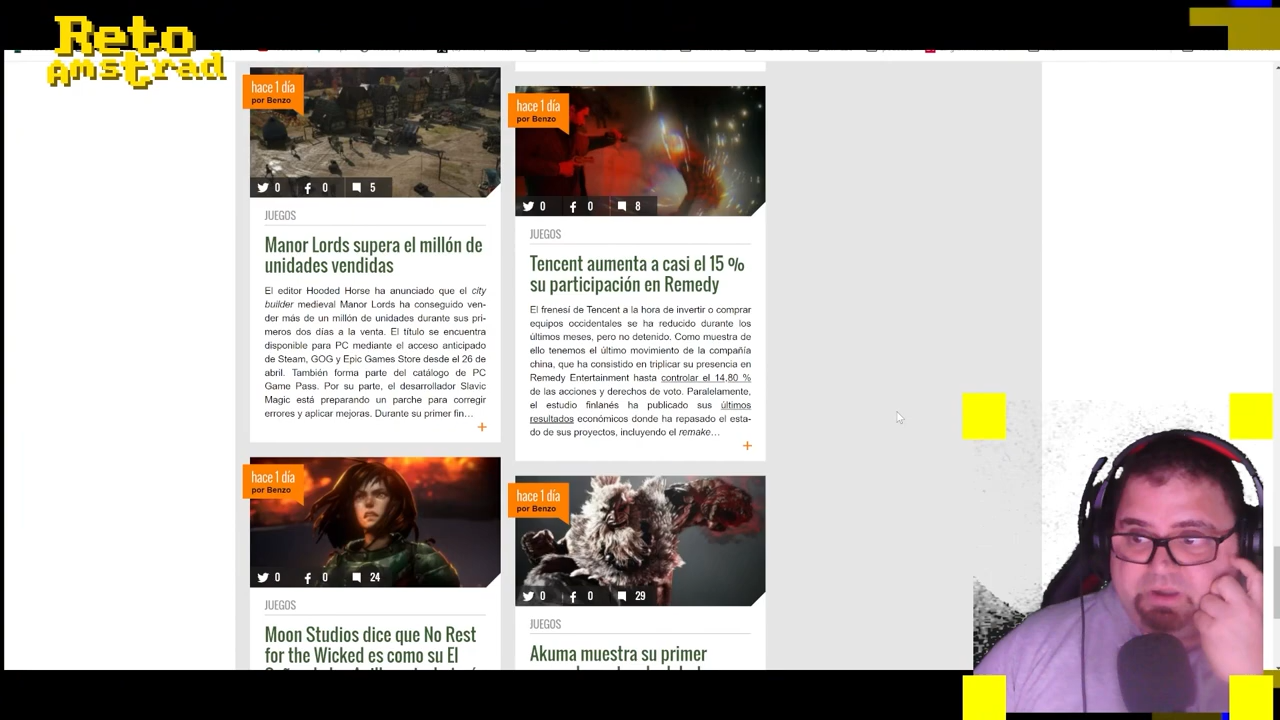 Reto
Amstrad
hace 1 día
por Benzo
0 0 5
JUEGOS
Manor Lords supera el millón de
unidades vendidas
El editor Hooded Horse ha anunciado que el city
builder medieval Manor Lords ha conseguido ven-
der más de un millón de unidades durante sus pri-
meros dos días a la venta. El título se encuentra
disponible para PC mediante el acceso anticipado
de Steam, GOG y Epic Games Store desde el 26 de
abril. También forma parte del catálogo de PC
Game Pass. Por su parte, el desarrollador Slavic
Magic está preparando un parche para corregir
errores y aplicar mejoras. Durante su primer fin…
+
hace 1 día
por Benzo
0 0 24
JUEGOS
Moon Studios dice que No Rest
for the Wicked es como su El
hace 1 día
por Benzo
0 0 8
JUEGOS
Tencent aumenta a casi el 15 %
su participación en Remedy
El frenesí de Tencent a la hora de invertir o comprar
equipos occidentales se ha reducido durante los
últimos meses, pero no detenido. Como muestra de
ello tenemos el último movimiento de la compañía
china, que ha consistido en triplicar su presencia en
Remedy Entertainment hasta controlar el 14,80 %
de las acciones y derechos de voto. Paralelamente,
el estudio finlanés ha publicado sus últimos
resultados económicos donde ha repasado el esta-
do de sus proyectos, incluyendo el remake…
+
hace 1 día
por Benzo
0 0 29
JUEGOS
Akuma muestra su primer